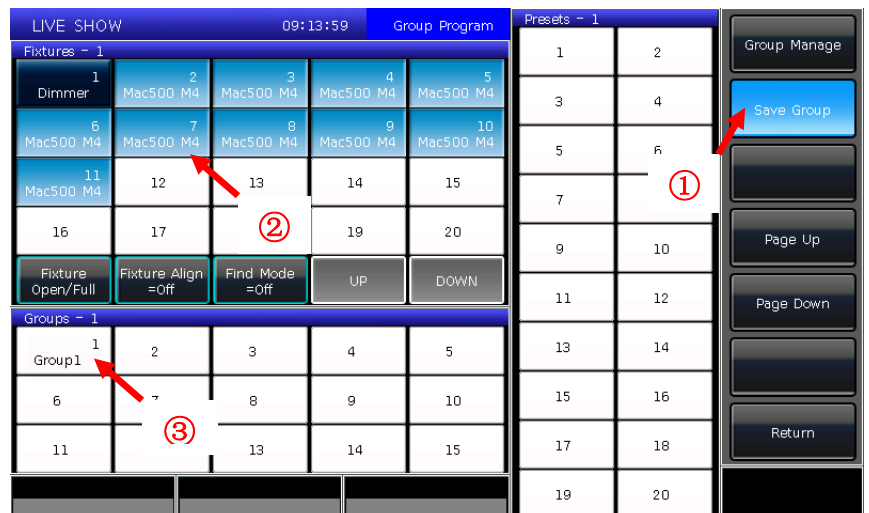 LIVE SHOW 09:13:59 Group Program
Fixtures - 1
1 Dimmer
2 Mac500 M4
3 Mac500 M4
4 Mac500 M4
5 Mac500 M4
6 Mac500 M4
7 Mac500 M4
8 Mac500 M4
9 Mac500 M4
10 Mac500 M4
11 Mac500 M4
12
13
14
15
16
17
②
19
20
Fixture
Open/Full
Fixture Align
=Off
Find Mode
=Off
UP
DOWN
Groups - 1
1
Group1
2
3
4
5
6
7
8
9
10
③
11
13
14
15
Presets - 1
1
2
3
4
5
6
7
①
9
10
11
12
13
14
15
16
17
18
19
20
Group Manage
Save Group
Page Up
Page Down
Return